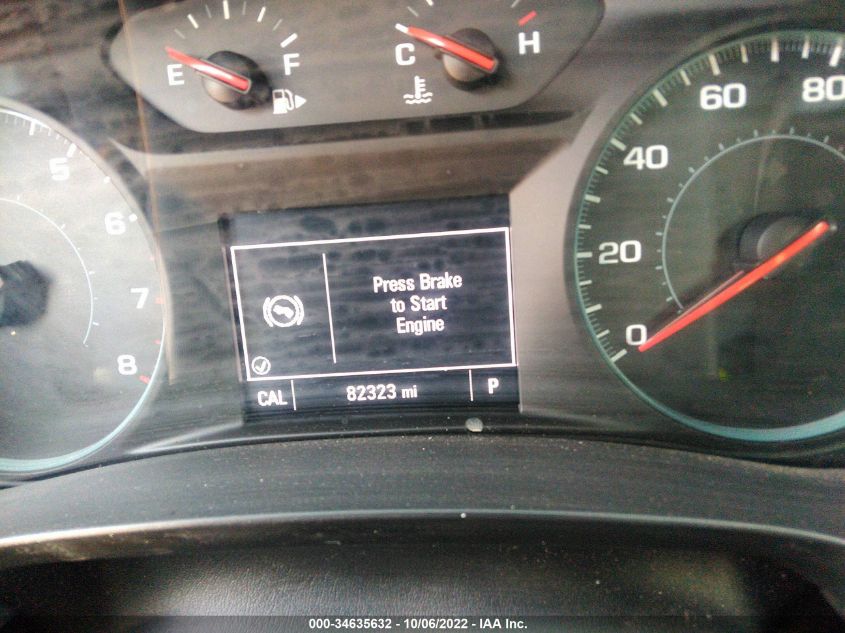 E F
C H
5
6
7
8
0
20
40
60
80
Press Brake
to Start
Engine
CAL 82323 mi P
000-34635632 - 10/06/2022 - IAA Inc.